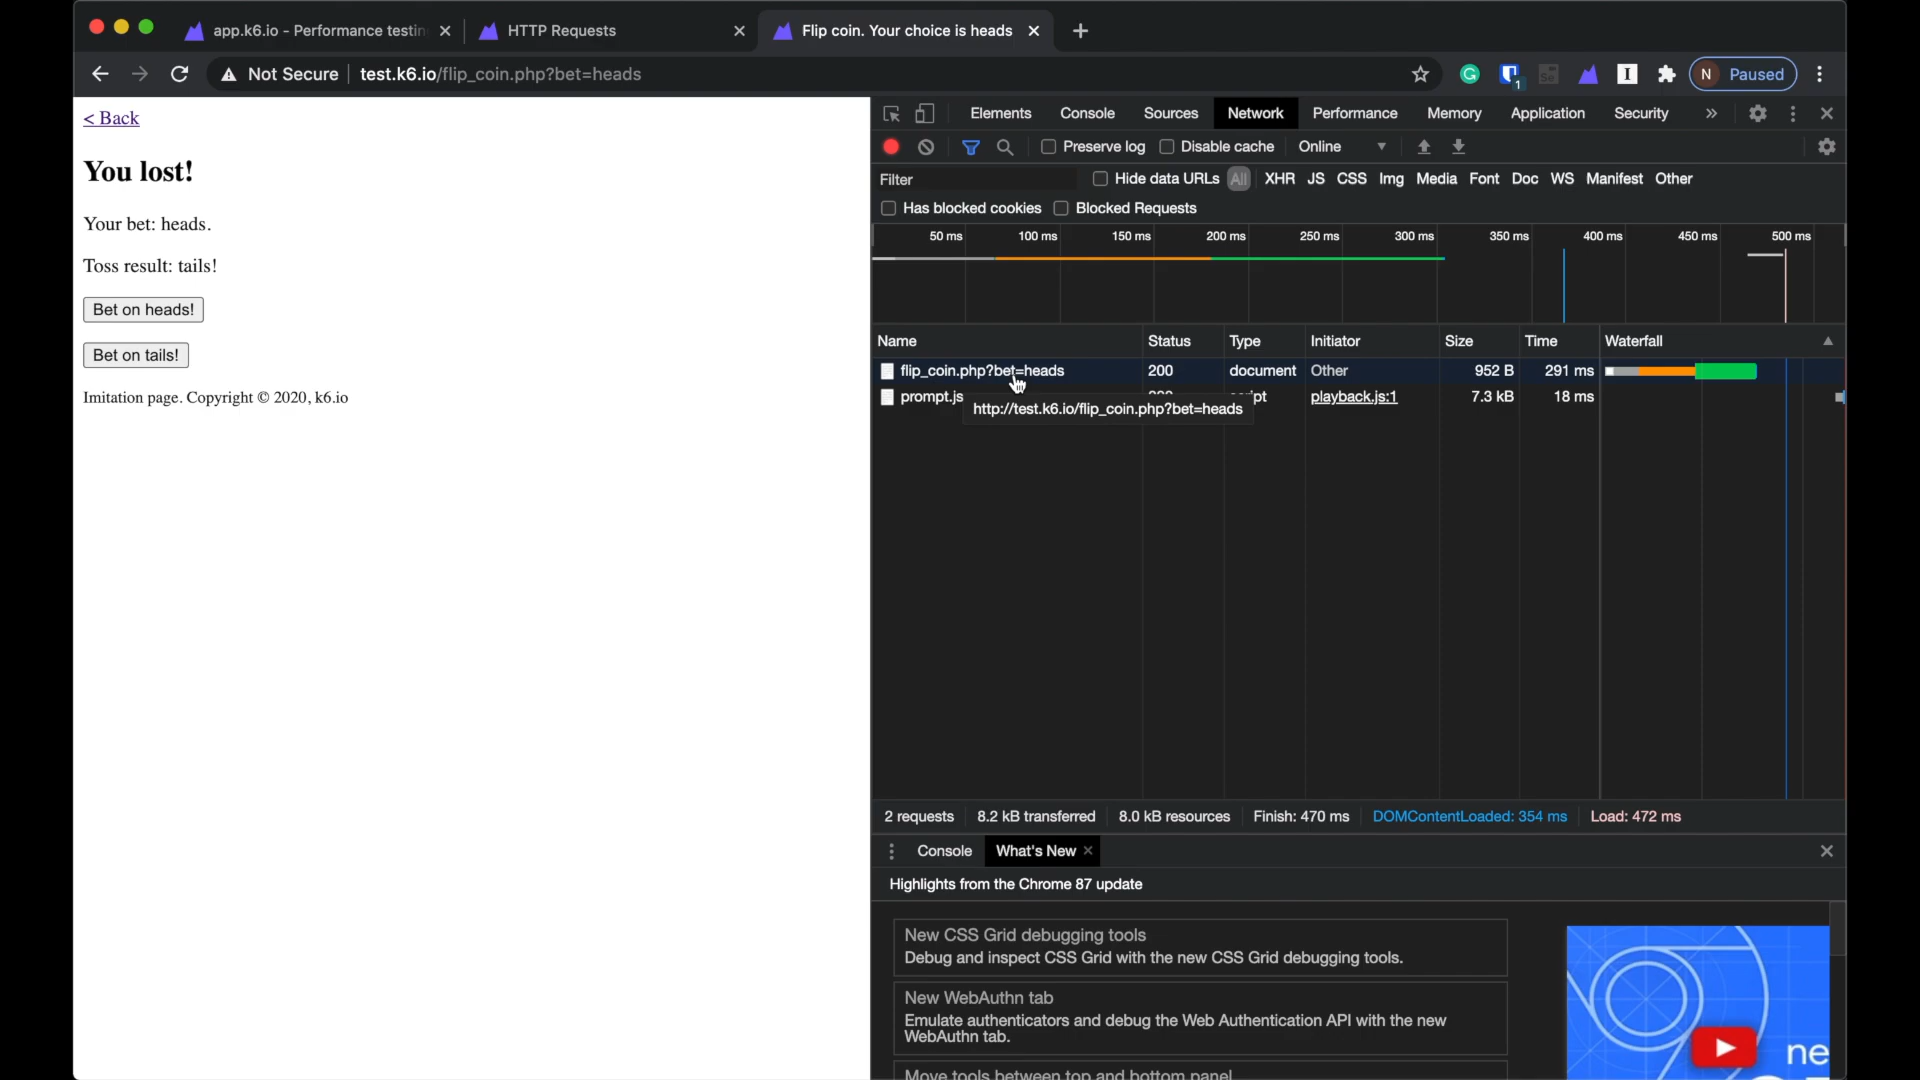 app.k6.io - Performance testin
HTTP Requests
Flip coin. Your choice is heads
Not Secure
test.k6.io/flip_coin.php?bet=heads
1
N Paused
< Back
You lost!
Your bet: heads.
Toss result: tails!
Bet on heads!
Bet on tails!
Imitation page. Copyright © 2020, k6.io
Elements Console Sources Network Performance Memory Application Security
Preserve log Disable cache Online
Filter Hide data URLs All XHR JS CSS Img Media Font Doc WS Manifest Other
Has blocked cookies Blocked Requests
50 ms 100 ms 150 ms 200 ms 250 ms 300 ms 350 ms 400 ms 450 ms 500 ms
Name Status Type Initiator Size Time Waterfall
flip_coin.php?bet=heads 200 document Other 952 B 291 ms
prompt.js playback.js:1 7.3 kB 18 ms
http://test.k6.io/flip_coin.php?bet=heads
2 requests 8.2 kB transferred 8.0 kB resources Finish: 470 ms DOMContentLoaded: 354 ms Load: 472 ms
Console What's New
Highlights from the Chrome 87 update
New CSS Grid debugging tools
Debug and inspect CSS Grid with the new CSS Grid debugging tools.
New WebAuthn tab
Emulate authenticators and debug the Web Authentication API with the new
WebAuthn tab.
Move tools between top and bottom panel
ne